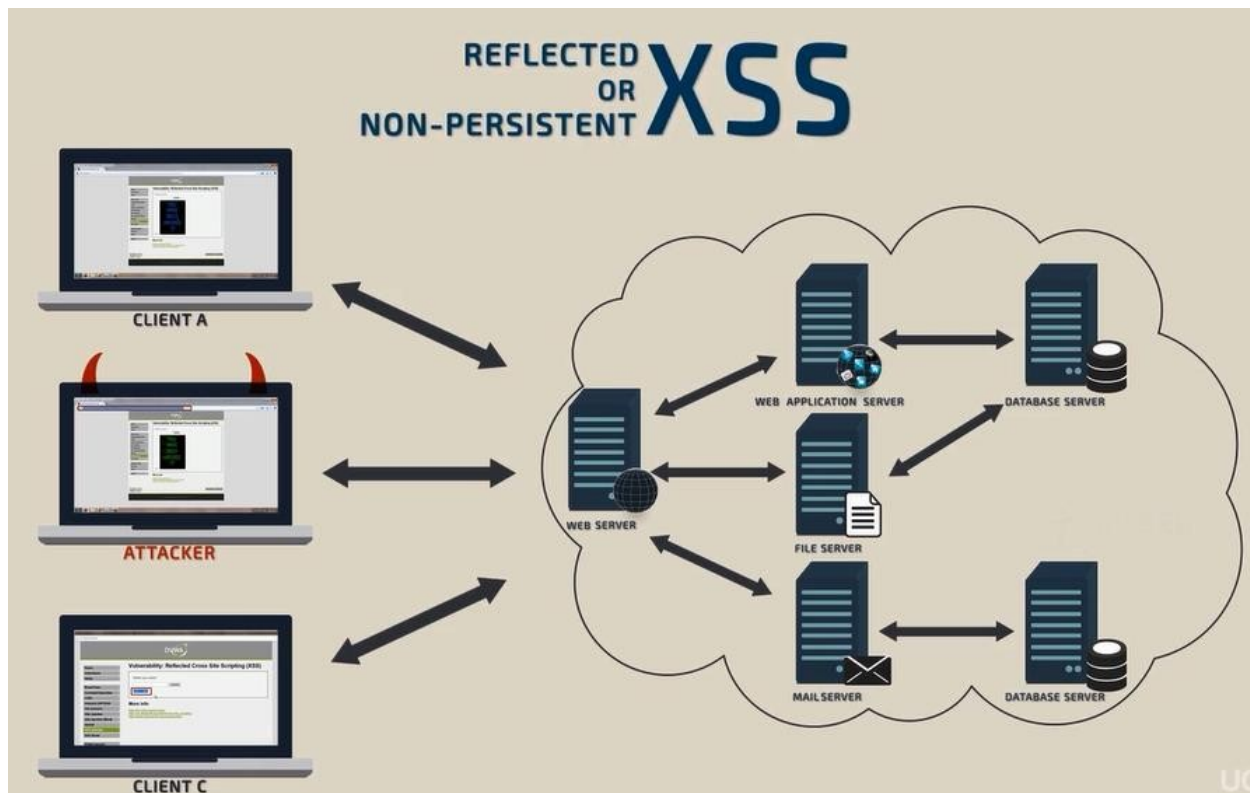 REFLECTED
OR
NON-PERSISTENT
XSS
CLIENT A
ATTACKER
Vulnerability: Reflected Cross Site Scripting (XSS)
More info
CLIENT C
WEB SERVER
WEB APPLICATION SERVER
DATABASE SERVER
FILE SERVER
MAIL SERVER
DATABASE SERVER